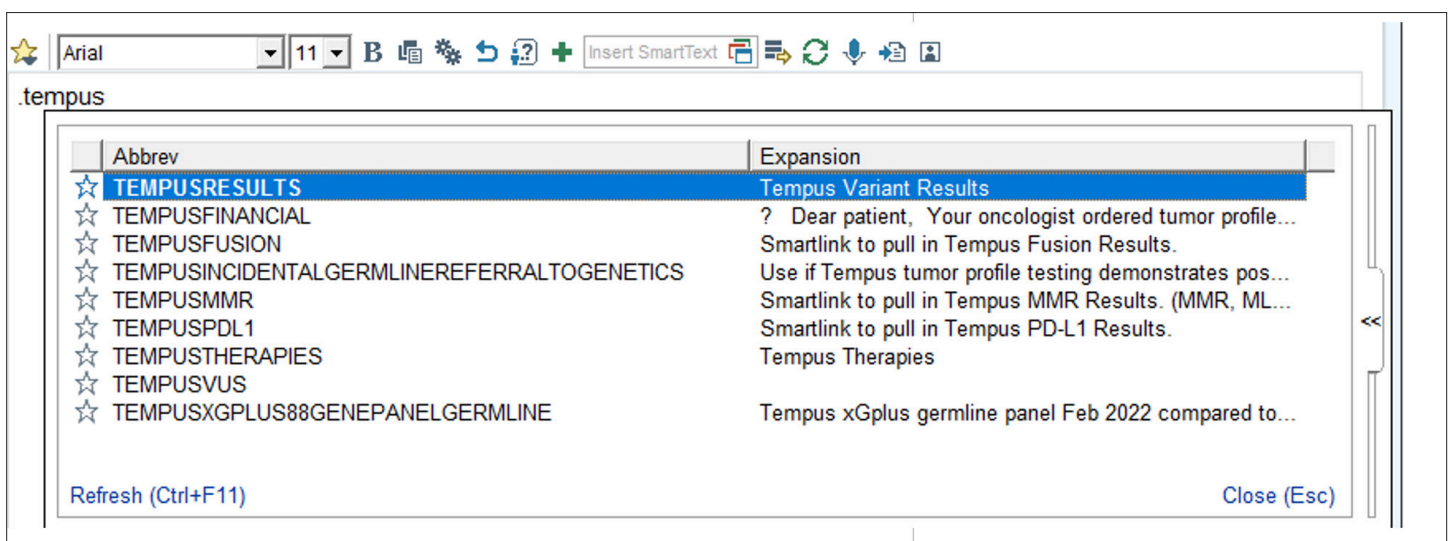 Arial 11 B Insert SmartText
.tempus
Abbrev Expansion
TEMPUSRESULTS Tempus Variant Results
TEMPUSFINANCIAL ? Dear patient, Your oncologist ordered tumor profile...
TEMPUSFUSION Smartlink to pull in Tempus Fusion Results.
TEMPUSINCIDENTALGERMLINEREFERRALTOGENETICS Use if Tempus tumor profile testing demonstrates pos...
TEMPUSMMR Smartlink to pull in Tempus MMR Results. (MMR, ML...
TEMPUSPDL1 Smartlink to pull in Tempus PD-L1 Results.
<<
TEMPUSTHERAPIES Tempus Therapies
TEMPUSVUS
TEMPUSXGPLUS88GENEPANELGERMLINE Tempus xGplus germline panel Feb 2022 compared to...
Refresh (Ctrl+F11) Close (Esc)